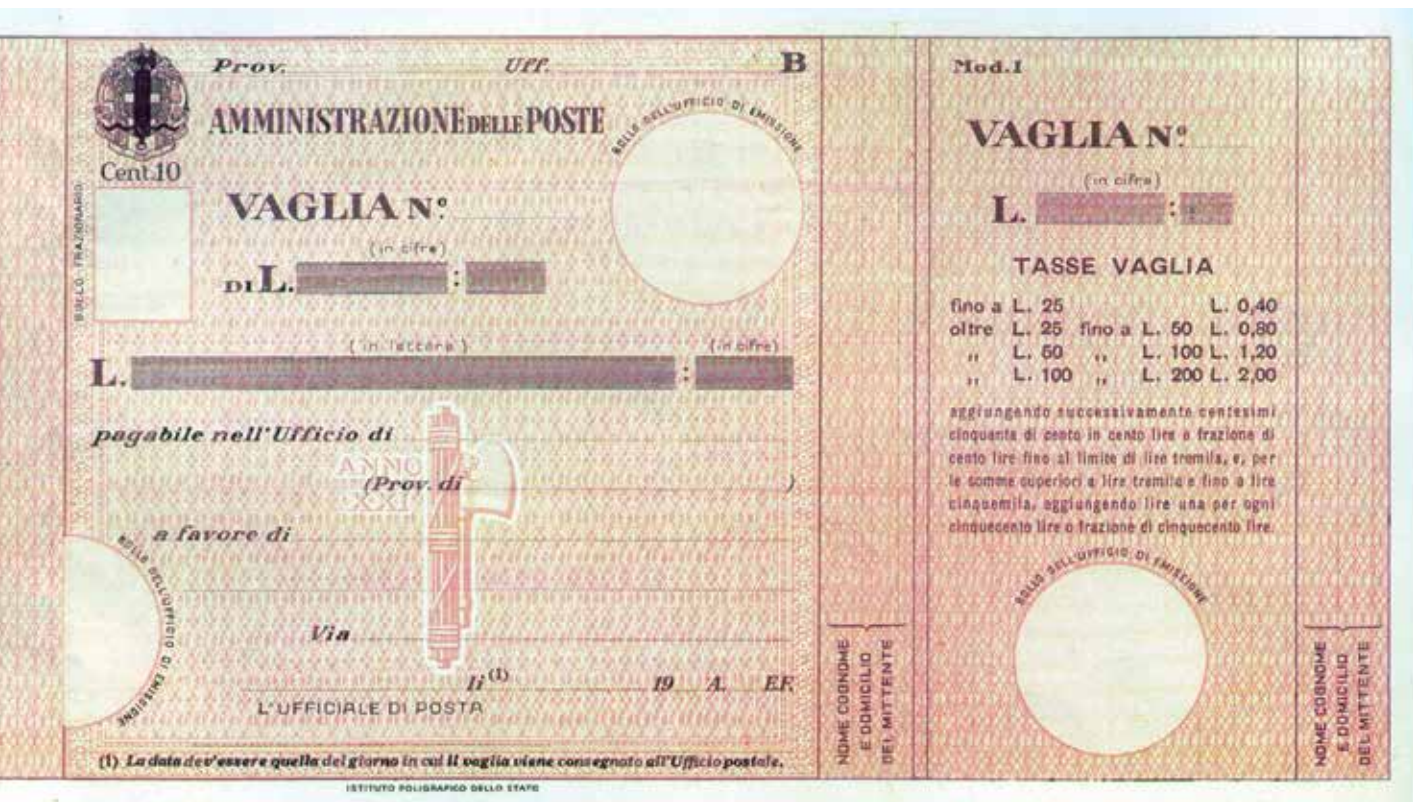 Prov. Uff. B
AMMINISTRAZIONE DELLE POSTE
BOLLO DELL'UFFICIO DI EMISSIONE
Cent.10
BOLLO FRAZIONARIO
VAGLIA Nº
(in cifre)
DI L. :
(in lettere) (in cifre)
L. :
pagabile nell'Ufficio di
ANNO
XXI
(Prov. di )
a favore di
BOLLO DELL'UFFICIO DI EMISSIONE
Via
li (1) 19 A. E.F.
L'UFFICIALE DI POSTA
(1) La data dev'essere quella del giorno in cui il vaglia viene consegnato all'Ufficio postale.
ISTITUTO POLIGRAFICO DELLO STATO
NOME COGNOME
E DOMICILIO
DEL MITTENTE
Mod.I
VAGLIA Nº
(in cifre)
L. :
TASSE VAGLIA
fino a L. 25 L. 0,40
oltre L. 25 fino a L. 50 L. 0,80
,, L. 50 ,, L. 100 L. 1,20
,, L. 100 ,, L. 200 L. 2,00
aggiungendo successivamente centesimi
cinquanta di cento in cento lire o frazione di
cento lire fino al limite di lire tremila, e, per
le somme superiori a lire tremila e fino a lire
cinquemila, aggiungendo lire una per ogni
cinquecento lire o frazione di cinquecento lire.
BOLLO DELL'UFFICIO DI EMISSIONE
NOME COGNOME
E DOMICILIO
DEL MITTENTE